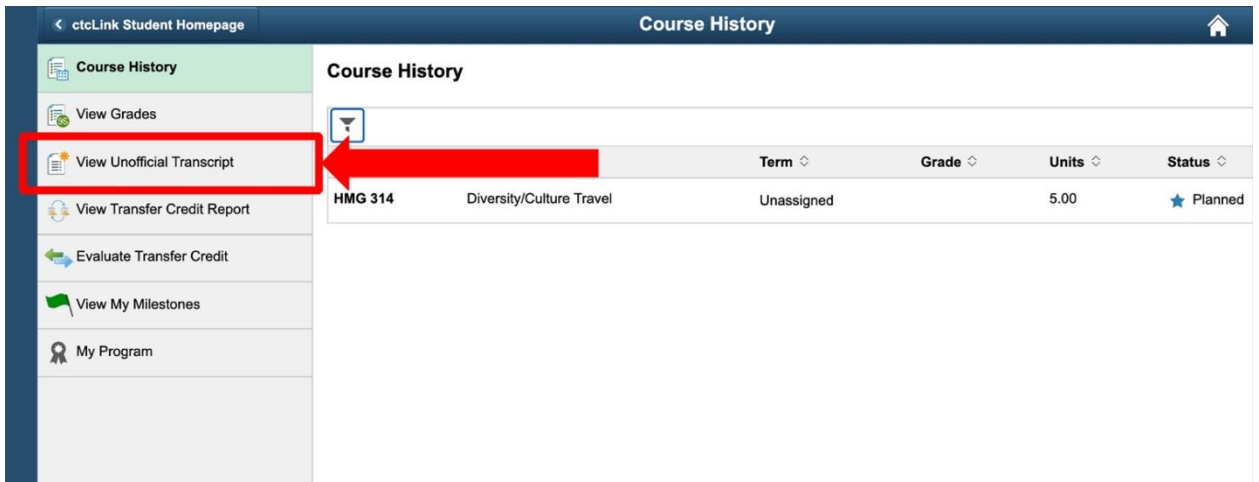 ctcLink Student Homepage
Course History
Course History
View Grades
View Unofficial Transcript
View Transfer Credit Report
Evaluate Transfer Credit
View My Milestones
My Program
Course History
Term Grade Units Status
HMG 314 Diversity/Culture Travel Unassigned 5.00 Planned